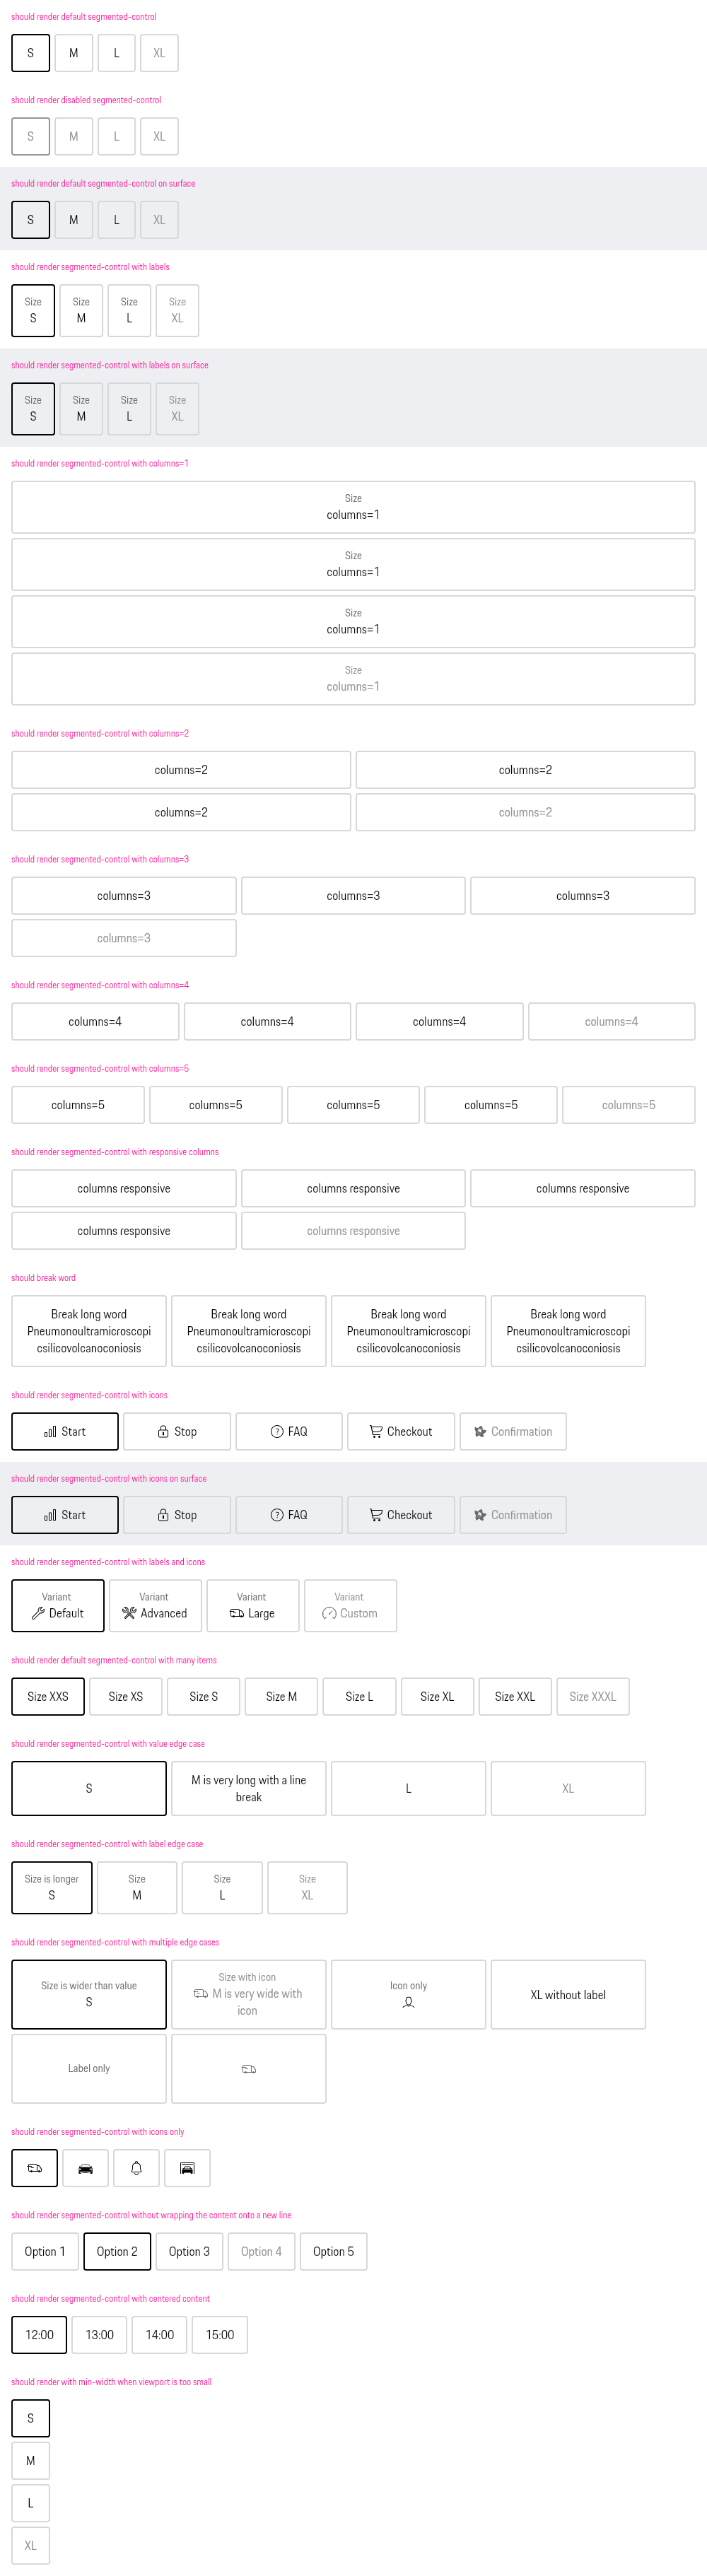 should render default segmented-control
S M L XL
should render disabled segmented-control
S M L XL
should render default segmented-control on surface
S M L XL
should render segmented-control with labels
Size Size Size Size
S M L XL
should render segmented-control with labels on surface
Size Size Size Size
S M L XL
should render segmented-control with columns=1
Size
columns=1
Size
columns=1
Size
columns=1
Size
columns=1
should render segmented-control with columns=2
columns=2 columns=2
columns=2 columns=2
should render segmented-control with columns=3
columns=3 columns=3 columns=3
columns=3
should render segmented-control with columns=4
columns=4 columns=4 columns=4 columns=4
should render segmented-control with columns=5
columns=5 columns=5 columns=5 columns=5 columns=5
should render segmented-control with responsive columns
columns responsive columns responsive columns responsive
columns responsive columns responsive
should break word
Break long word Break long word Break long word Break long word
Pneumonoultramicroscopi Pneumonoultramicroscopi Pneumonoultramicroscopi Pneumonoultramicroscopi
csilicovolcanoconiosis csilicovolcanoconiosis csilicovolcanoconiosis csilicovolcanoconiosis
should render segmented-control with icons
Start Stop FAQ Checkout Confirmation
should render segmented-control with icons on surface
Start Stop FAQ Checkout Confirmation
should render segmented-control with labels and icons
Variant Variant Variant Variant
Default Advanced Large Custom
should render default segmented-control with many items
Size XXS Size XS Size S Size M Size L Size XL Size XXL Size XXXL
should render segmented-control with value edge case
S M is very long with a line L XL
break
should render segmented-control with label edge case
Size is longer Size Size Size
S M L XL
should render segmented-control with multiple edge cases
Size is wider than value Size with icon Icon only XL without label
S M is very wide with
icon
Label only
should render segmented-control with icons only
should render segmented-control without wrapping the content onto a new line
Option 1 Option 2 Option 3 Option 4 Option 5
should render segmented-control with centered content
12:00 13:00 14:00 15:00
should render with min-width when viewport is too small
S
M
L
XL